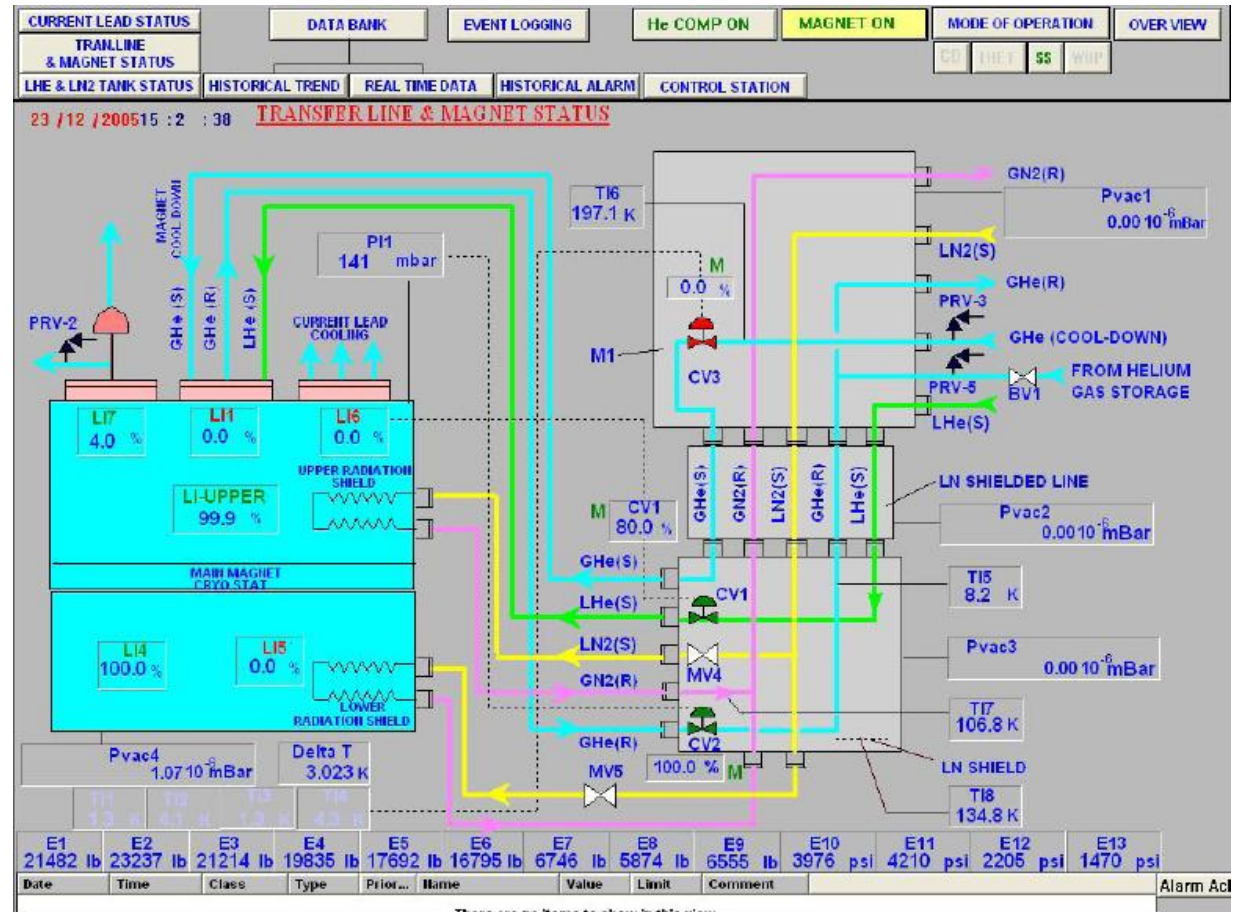 CURRENT LEAD STATUS
DATA BANK
EVENT LOGGING
He COMP ON
MAGNET ON
MODE OF OPERATION
OVER VIEW
TRAN.LINE
& MAGNET STATUS
CD
SS
LHE & LN2 TANK STATUS
HISTORICAL TREND
REAL TIME DATA
HISTORICAL ALARM
CONTROL STATION
23 / 12 / 2005 15 : 2 : 38
TRANSFER LINE & MAGNET STATUS
MAGNET
COOL DOWN
PI1
141 mbar
TI6
197.1 K
GN2(R)
Pvac1
0.00 10-6 mBar
LN2(S)
M
0.0 %
GHe(R)
PRV-3
PRV-2
GHe (S)
GHe (R)
LHe (S)
CURRENT LEAD
COOLING
M1
CV3
GHe (COOL-DOWN)
PRV-5
BV1
FROM HELIUM
GAS STORAGE
LHe(S)
LI7
4.0 %
LI1
0.0 %
LI6
0.0 %
UPPER RADIATION
SHIELD
LI-UPPER
99.9 %
GHe(S)
GN2(R)
LN2(S)
GHe(R)
LHe(S)
LN SHIELDED LINE
M
CV1
80.0 %
Pvac2
0.00 10-6 mBar
MAIN MAGNET
CRYO STAT
GHe(S)
LHe(S)
CV1
TI5
8.2 K
LI4
100.0 %
LI5
0.0 %
LN2(S)
MV4
GN2(R)
Pvac3
0.00 10-6 mBar
LOWER
RADIATION SHIELD
TI7
106.8 K
GHe(R)
CV2
100.0 %
M
LN SHIELD
Pvac4
1.07 10-6 mBar
Delta T
3.023 K
MV5
TI8
134.8 K
TI1
TI2
TI3
TI4
E1
21482 lb
E2
23237 lb
E3
21214 lb
E4
19835 lb
E5
17692 lb
E6
16795 lb
E7
6746 lb
E8
5874 lb
E9
6555 lb
E10
3976 psi
E11
4210 psi
E12
2205 psi
E13
1470 psi
Date
Time
Class
Type
Prior...
Name
Value
Limit
Comment
Alarm Ack